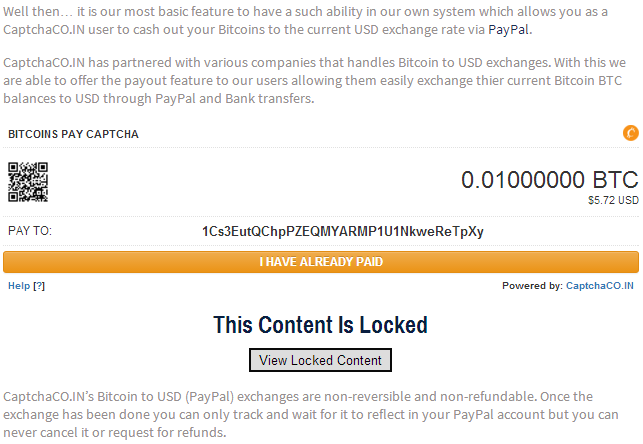 Well then… it is our most basic feature to have a such ability in our own system which allows you as a
CaptchaCO.IN user to cash out your Bitcoins to the current USD exchange rate via PayPal.
CaptchaCO.IN has partnered with various companies that handles Bitcoin to USD exchanges. With this we
are able to offer the payout feature to our users allowing them easily exchange thier current Bitcoin BTC
balances to USD through PayPal and Bank transfers.
BITCOINS PAY CAPTCHA
0.01000000 BTC
$5.72 USD
PAY TO: 1Cs3EutQChpPZEQMYARMP1U1NkweReTpXy
I HAVE ALREADY PAID
Help [?] Powered by: CaptchaCO.IN
This Content Is Locked
View Locked Content
CaptchaCO.IN's Bitcoin to USD (PayPal) exchanges are non-reversible and non-refundable. Once the
exchange has been done you can only track and wait for it to reflect in your PayPal account but you can
never cancel it or request for refunds.